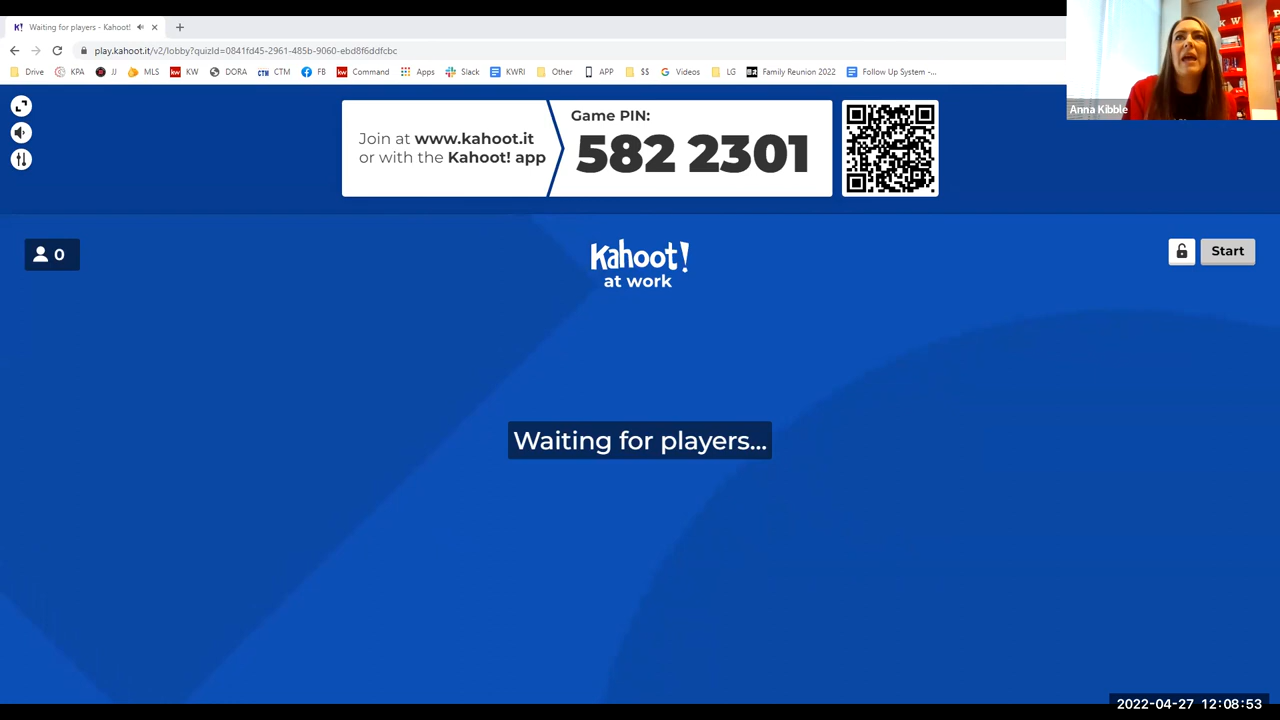 Waiting for players - Kahoot!
play.kahoot.it/v2/lobby?quizId=0841fd45-2961-485b-9060-ebd8f6ddfcbc
Drive KPA JJ MLS KW DORA CTM CTM FB kw Command Apps Slack KWRI Other APP $$ Videos LG Family Reunion 2022 Follow Up System -...
Anna Kibble
Join at www.kahoot.it
or with the Kahoot! app
Game PIN:
582 2301
0
Kahoot!
at work
Start
Waiting for players...
2022-04-27 12:08:53